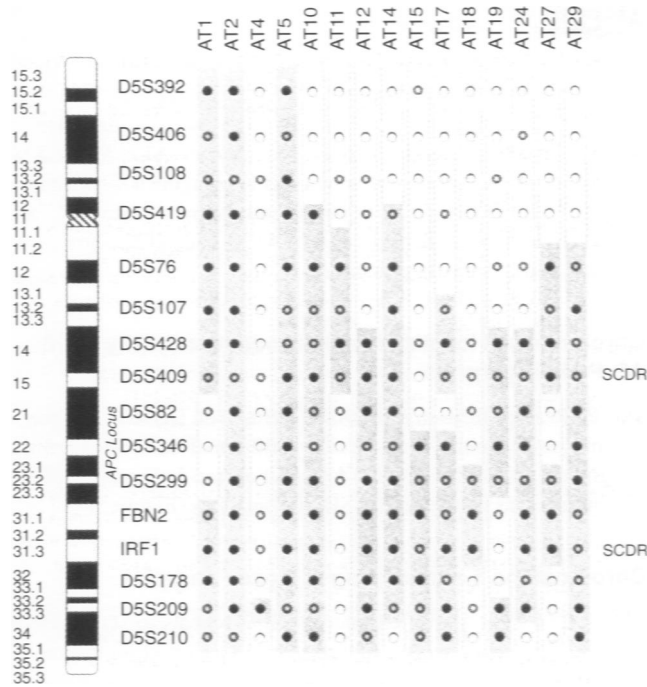 AT1 AT2 AT4 AT5 AT10 AT11 AT12 AT14 AT15 AT17 AT18 AT19 AT24 AT27 AT29
15.3
15.2 D5S392
15.1
14 D5S406
13.3
13.2 D5S108
13.1
12 D5S419
11
11.1
11.2
12 D5S76
13.1
13.2 D5S107
13.3
14 D5S428
15 D5S409 SCDR
21 D5S82
APC Locus
22 D5S346
23.1
23.2 D5S299
23.3
31.1 FBN2
31.2
31.3 IRF1 SCDR
32 D5S178
33.1
33.2
33.3 D5S209
34 D5S210
35.1
35.2
35.3